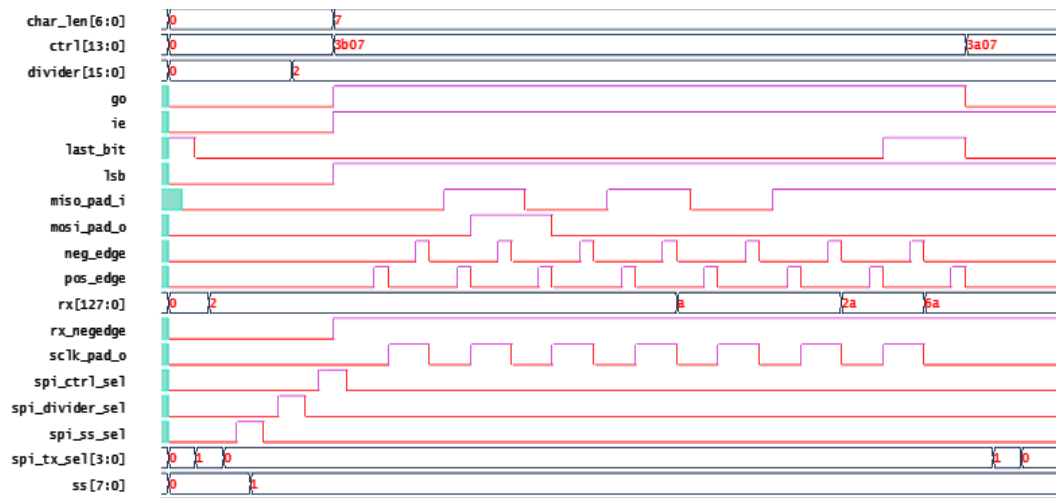 char_len[6:0] 0 7
ctrl[13:0] 0 3b07 3a07
divider[15:0] 0 2
go
ie
last_bit
lsb
miso_pad_i
mosi_pad_o
neg_edge
pos_edge
rx[127:0] 0 2 a 2a 6a
rx_negedge
sclk_pad_o
spi_ctrl_sel
spi_divider_sel
spi_ss_sel
spi_tx_sel[3:0] 0 1 0 1 0
ss[7:0] 0 1